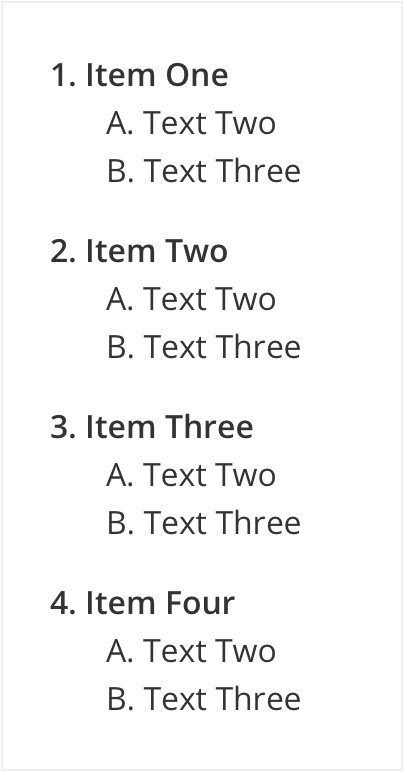 1. Item One
A. Text Two
B. Text Three
2. Item Two
A. Text Two
B. Text Three
3. Item Three
A. Text Two
B. Text Three
4. Item Four
A. Text Two
B. Text Three